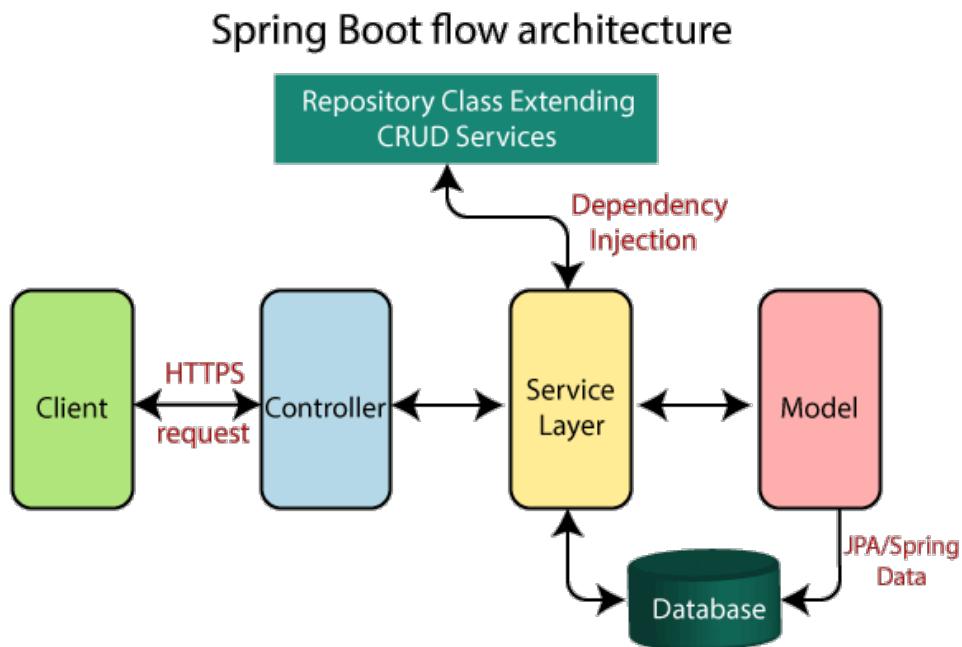 Spring Boot flow architecture
Repository Class Extending
CRUD Services
Dependency
Injection
Client
HTTPS
request
Controller
Service
Layer
Model
JPA/Spring
Data
Database